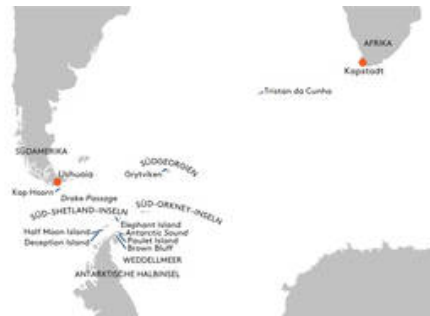 AFRIKA
Kapstadt
Tristan da Cunha
SÜDAMERIKA
SÜDGEORGIEN
Ushuaia
Grytviken
Kap Hoorn
Drake Passage
SÜD-SHETLAND-INSELN
SÜD-ORKNEY-INSELN
Elephant Island
Half Moon Island
Antarctic Sound
Deception Island
Paulet Island
Brown Bluff
WEDDELLMEER
ANTARKTISCHE HALBINSEL